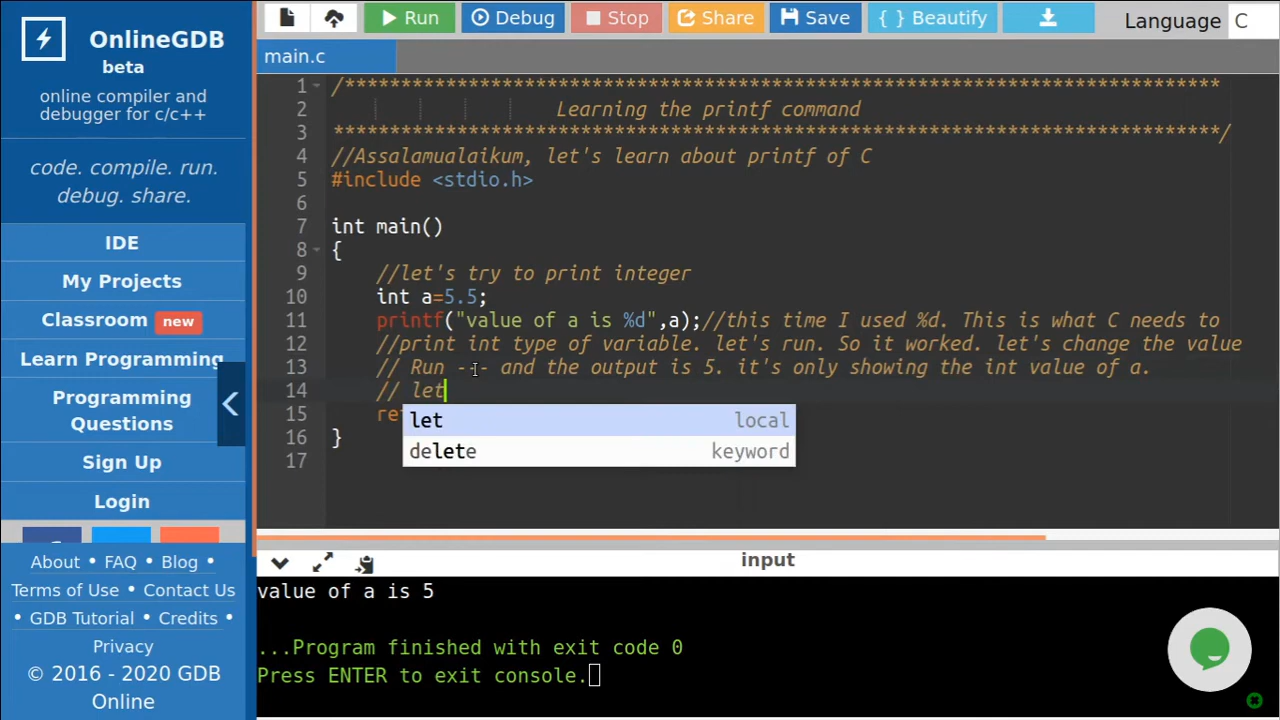 OnlineGDB
beta
online compiler and
debugger for c/c++
code. compile. run.
debug. share.
IDE
My Projects
Classroom new
Learn Programming
Programming
Questions
Sign Up
Login
About • FAQ • Blog •
Terms of Use • Contact Us
• GDB Tutorial • Credits •
Privacy
© 2016 - 2020 GDB
Online
Run Debug Stop Share Save { } Beautify Language C
main.c
1 /******************************************************************************
2 Learning the printf command
3 *******************************************************************************/
4 //Assalamualaikum, let's learn about printf of C
5 #include <stdio.h>
6
7 int main()
8 {
9 //let's try to print integer
10 int a=5.5;
11 printf("value of a is %d",a);//this time I used %d. This is what C needs to
12 //print int type of variable. let's run. So it worked. let's change the value
13 // Run --- and the output is 5. it's only showing the int value of a.
14 // let
15 re
16 }
17
let local
delete keyword
input
value of a is 5
...Program finished with exit code 0
Press ENTER to exit console.